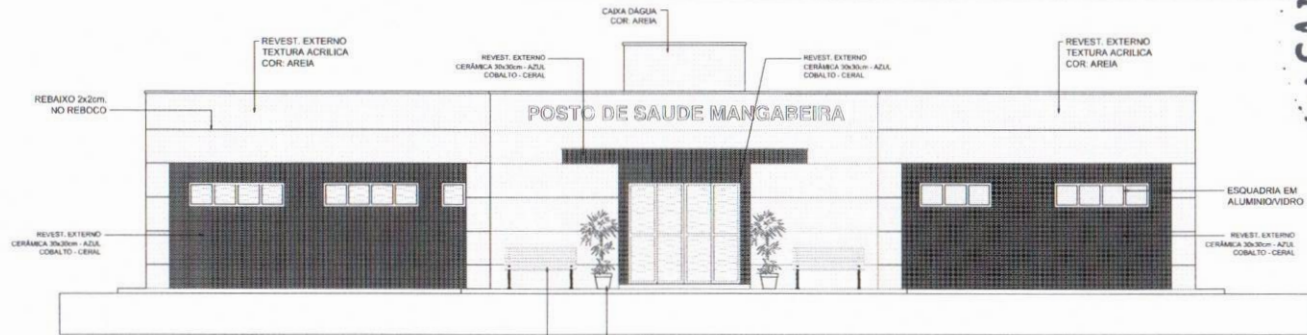 CAIXA DÁGUA
COR: AREIA
REVEST. EXTERNO
TEXTURA ACRILICA
COR: AREIA
REVEST. EXTERNO
CERÂMICA 30x30cm - AZUL
COBALTO - CERAL
REVEST. EXTERNO
CERÂMICA 30x30cm - AZUL
COBALTO - CERAL
REVEST. EXTERNO
TEXTURA ACRILICA
COR: AREIA
REBAIXO 2x2cm.
NO REBOCO
POSTO DE SAUDE MANGABEIRA
ESQUADRIA EM
ALUMINIO/VIDRO
REVEST. EXTERNO
CERÂMICA 30x30cm - AZUL
COBALTO - CERAL
REVEST. EXTERNO
CERÂMICA 30x30cm - AZUL
COBALTO - CERAL